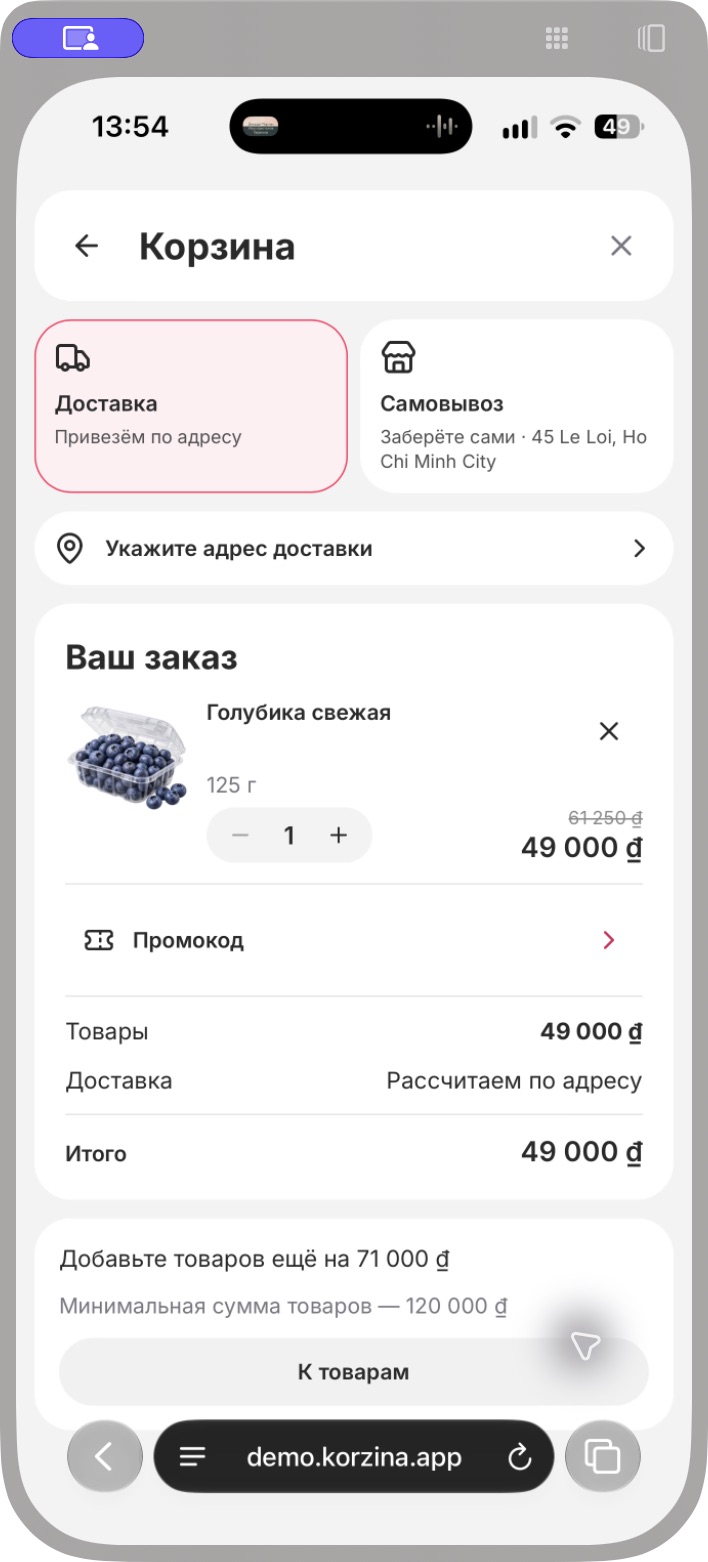 13:54
49
Корзина
Доставка
Привезём по адресу
Самовывоз
Заберёте сами · 45 Le Loi, Ho
Chi Minh City
Укажите адрес доставки
Ваш заказ
Голубика свежая
125 г
1
61 250 ₫
49 000 ₫
Промокод
Товары
49 000 ₫
Доставка
Рассчитаем по адресу
Итого
49 000 ₫
Добавьте товаров ещё на 71 000 ₫
Минимальная сумма товаров — 120 000 ₫
К товарам
demo.korzina.app